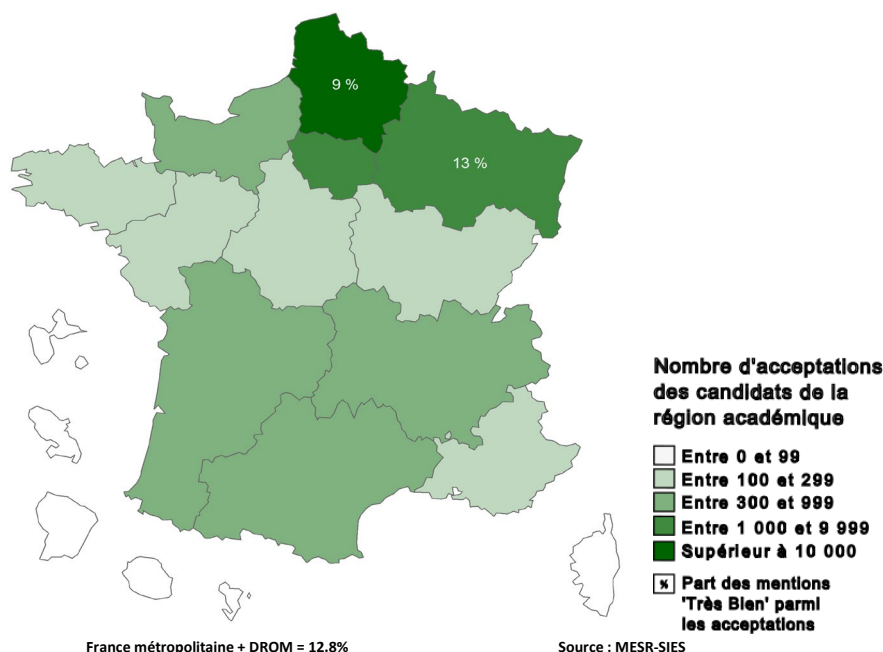 9 %
13 %
Nombre d'acceptations
des candidats de la
région académique
Entre 0 et 99
Entre 100 et 299
Entre 300 et 999
Entre 1 000 et 9 999
Supérieur à 10 000
% Part des mentions
'Très Bien' parmi
les acceptations
France métropolitaine + DROM = 12.8%
Source : MESR-SIES